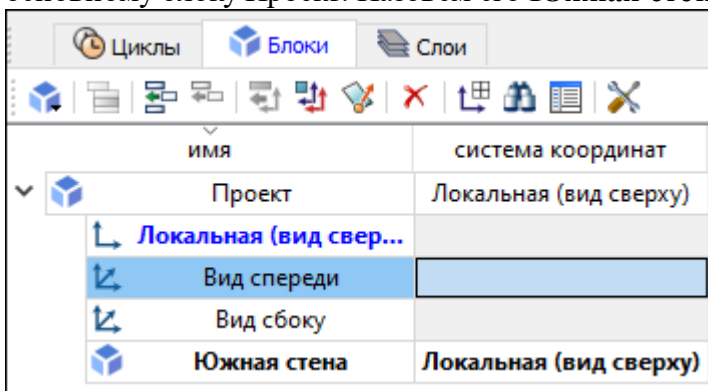 Циклы Блоки Слои
имя система координат
Проект Локальная (вид сверху)
Локальная (вид свер...
Вид спереди
Вид сбоку
Южная стена Локальная (вид сверху)